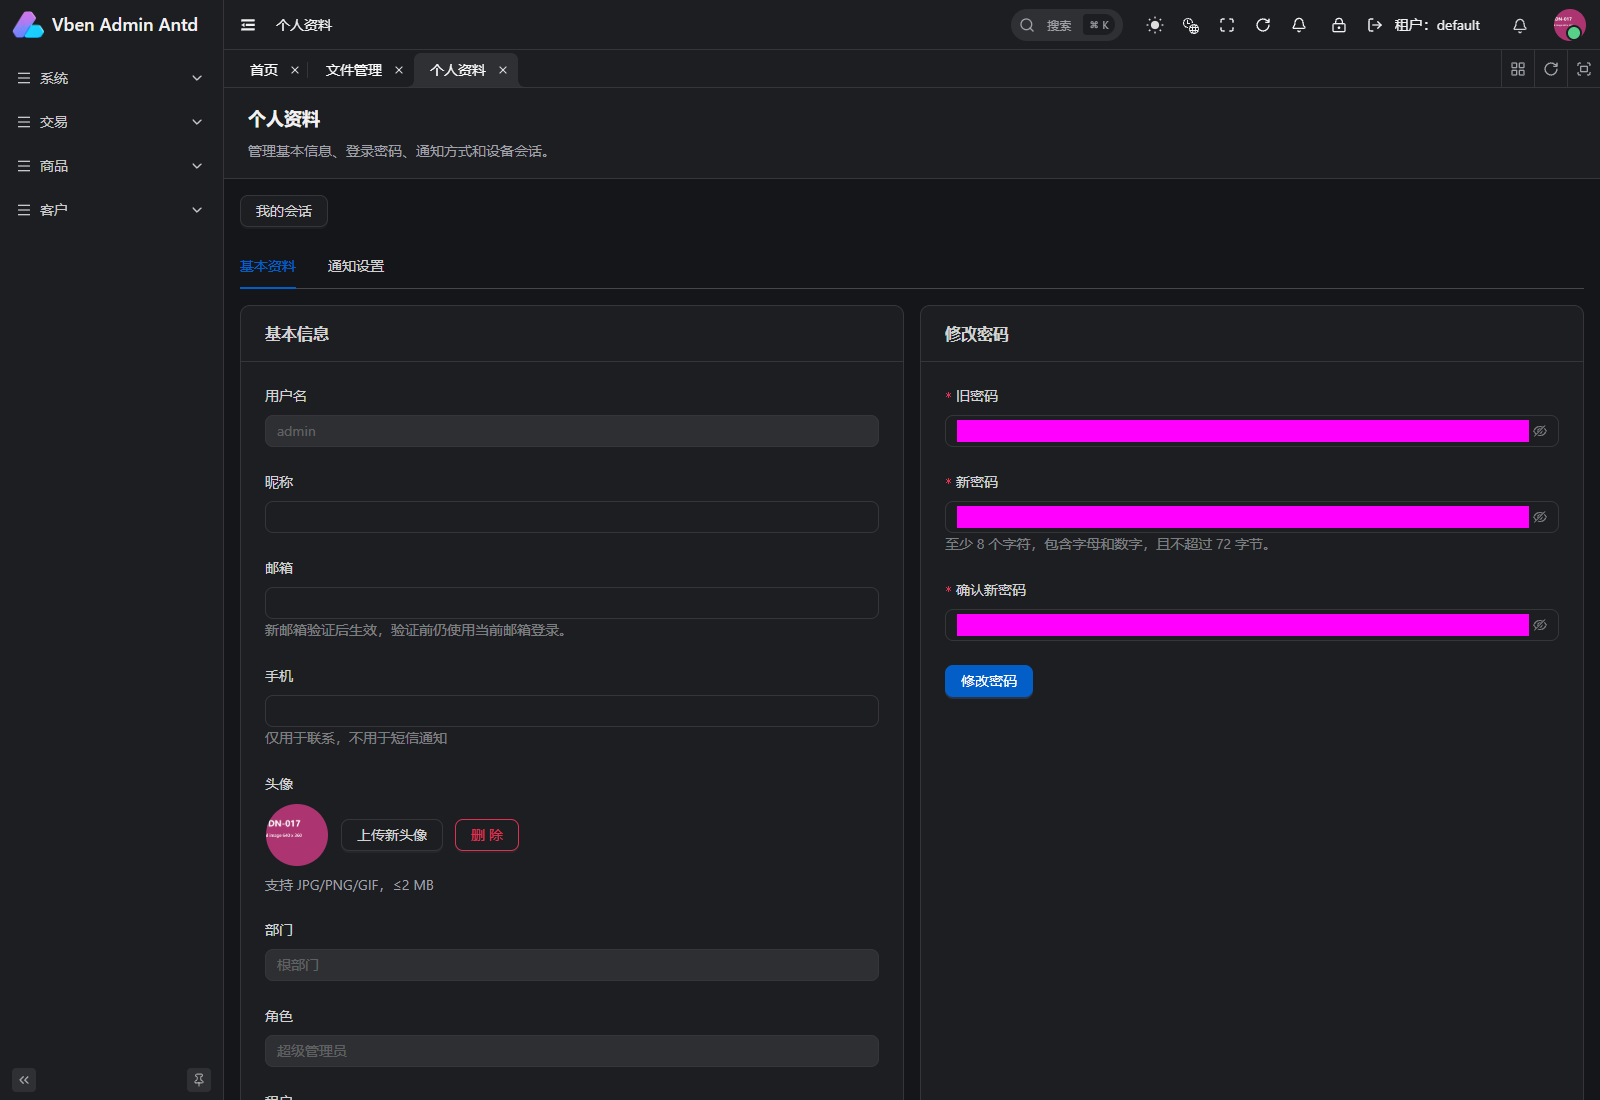 Vben Admin Antd
个人资料
搜索
⌘ K
租户：default
系统
交易
商品
客户
首页
文件管理
个人资料
个人资料
管理基本信息、登录密码、通知方式和设备会话。
我的会话
基本资料
通知设置
基本信息
用户名
admin
昵称
邮箱
新邮箱验证后生效，验证前仍使用当前邮箱登录。
手机
仅用于联系，不用于短信通知
头像
DN-017
上传新头像
删 除
支持 JPG/PNG/GIF，≤2 MB
部门
根部门
角色
超级管理员
修改密码
* 旧密码
* 新密码
至少 8 个字符，包含字母和数字，且不超过 72 字节。
* 确认新密码
修改密码